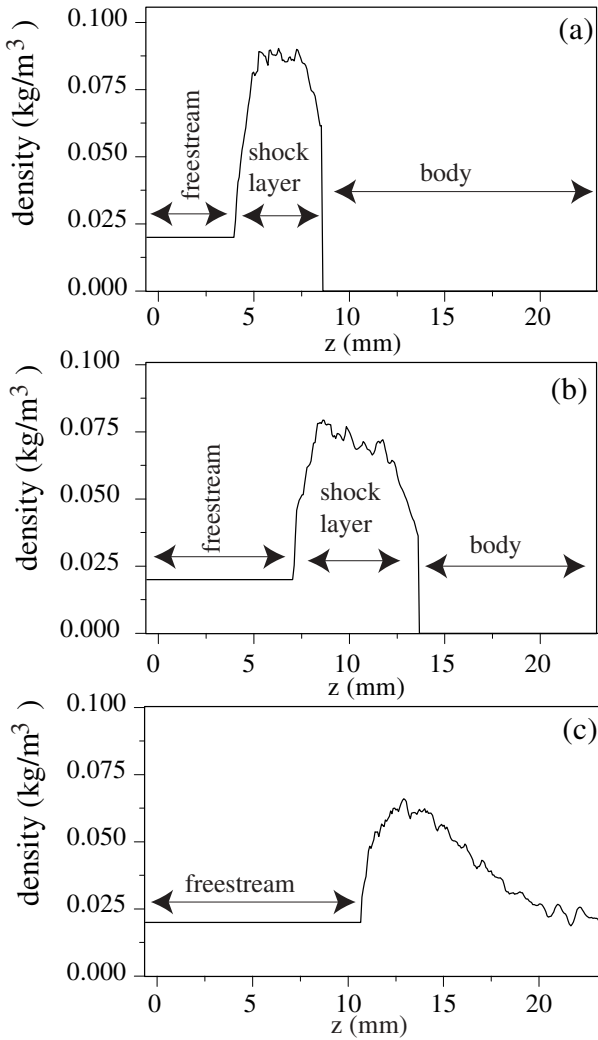 (a)
density (kg/m³)
0.100
0.075
0.050
0.025
0.000
freestream
shock
layer
body
0 5 10 15 20
z (mm)
(b)
density (kg/m³)
0.100
0.075
0.050
0.025
0.000
freestream
shock
layer
body
0 5 10 15 20
z (mm)
(c)
density (kg/m³)
0.100
0.075
0.050
0.025
0.000
freestream
0 5 10 15 20
z (mm)